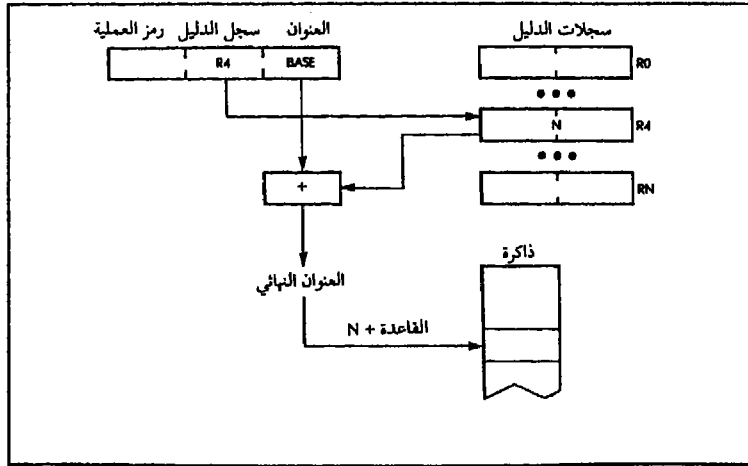 سجلات الدليل
العنوان سجل الدليل رمز العملية
R4 BASE
R0
N R4
+
RN
ذاكرة
العنوان النهائي
القاعدة + N